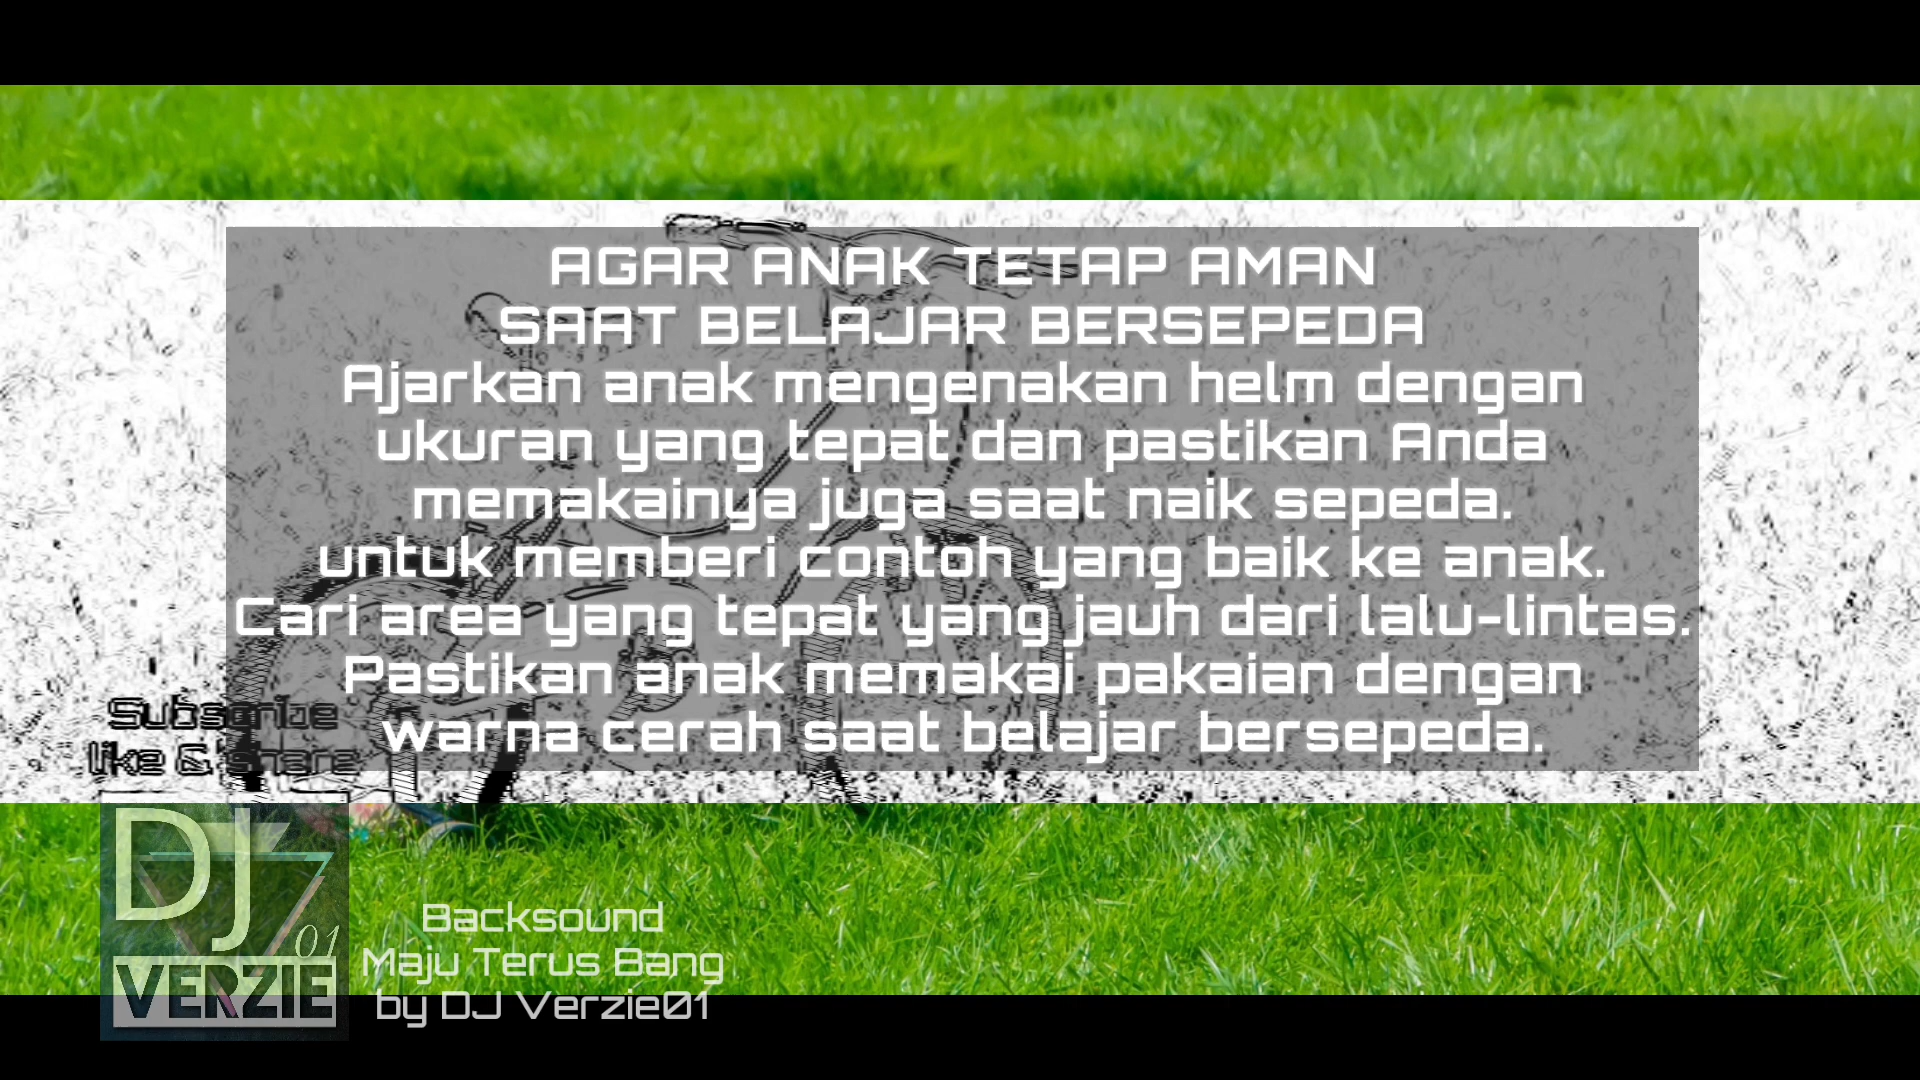 AGAR ANAK TETAP AMAN
SAAT BELAJAR BERSEPEDA
Ajarkan anak mengenakan helm dengan
ukuran yang tepat dan pastikan Anda
memakainya juga saat naik sepeda.
untuk memberi contoh yang baik ke anak.
Cari area yang tepat yang jauh dari lalu-lintas.
Pastikan anak memakai pakaian dengan
warna cerah saat belajar bersepeda.
Subscribe
like & share
DJ
01
VERZIE
Backsound
Maju Terus Bang
by DJ Verzie01